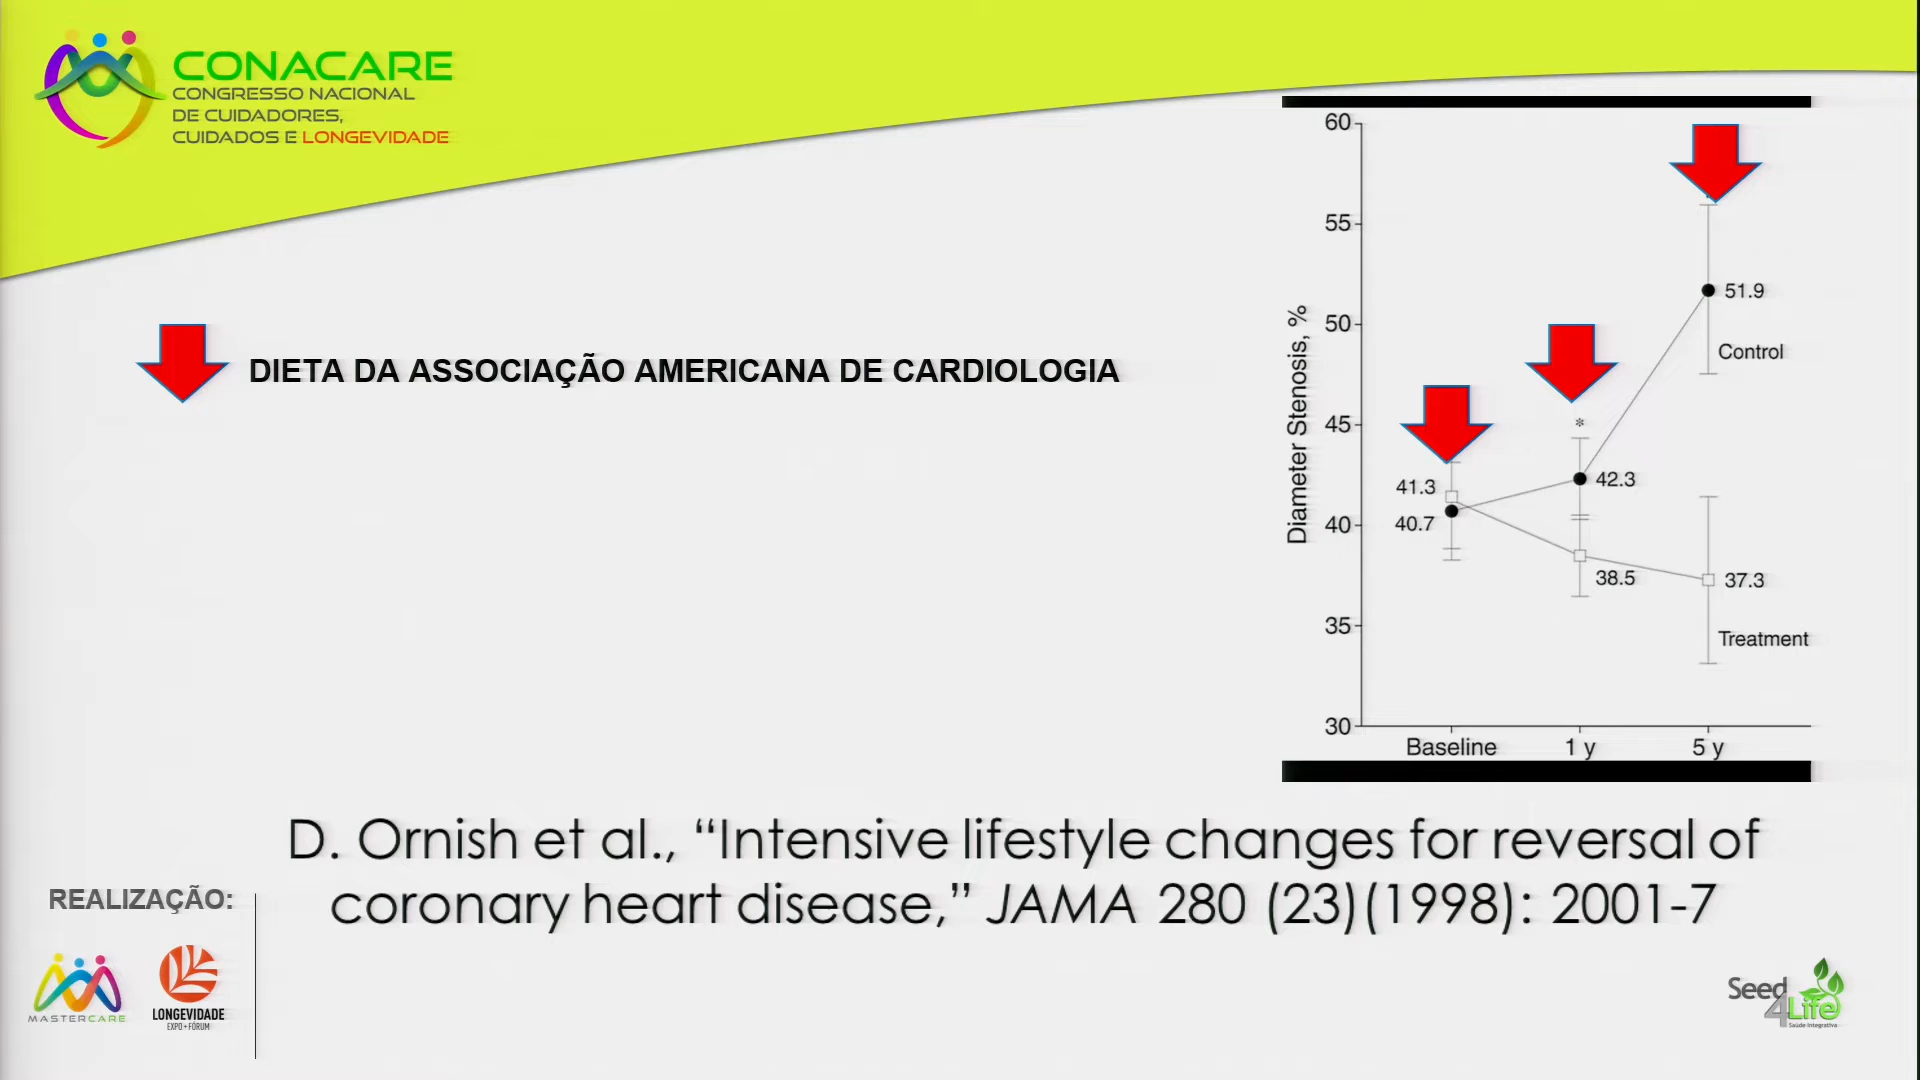 CONACARE
CONGRESSO NACIONAL
DE CUIDADORES,
CUIDADOS E LONGEVIDADE
DIETA DA ASSOCIAÇÃO AMERICANA DE CARDIOLOGIA
Diameter Stenosis, %
60
55
50
45
40
35
30
*
41.3
40.7
42.3
38.5
51.9
Control
37.3
Treatment
Baseline
1 y
5 y
D. Ornish et al., “Intensive lifestyle changes for reversal of
coronary heart disease,” JAMA 280 (23)(1998): 2001-7
REALIZAÇÃO:
MASTERCARE
LONGEVIDADE
EXPO + FÓRUM
Seed
4Life
Saúde Integrativa